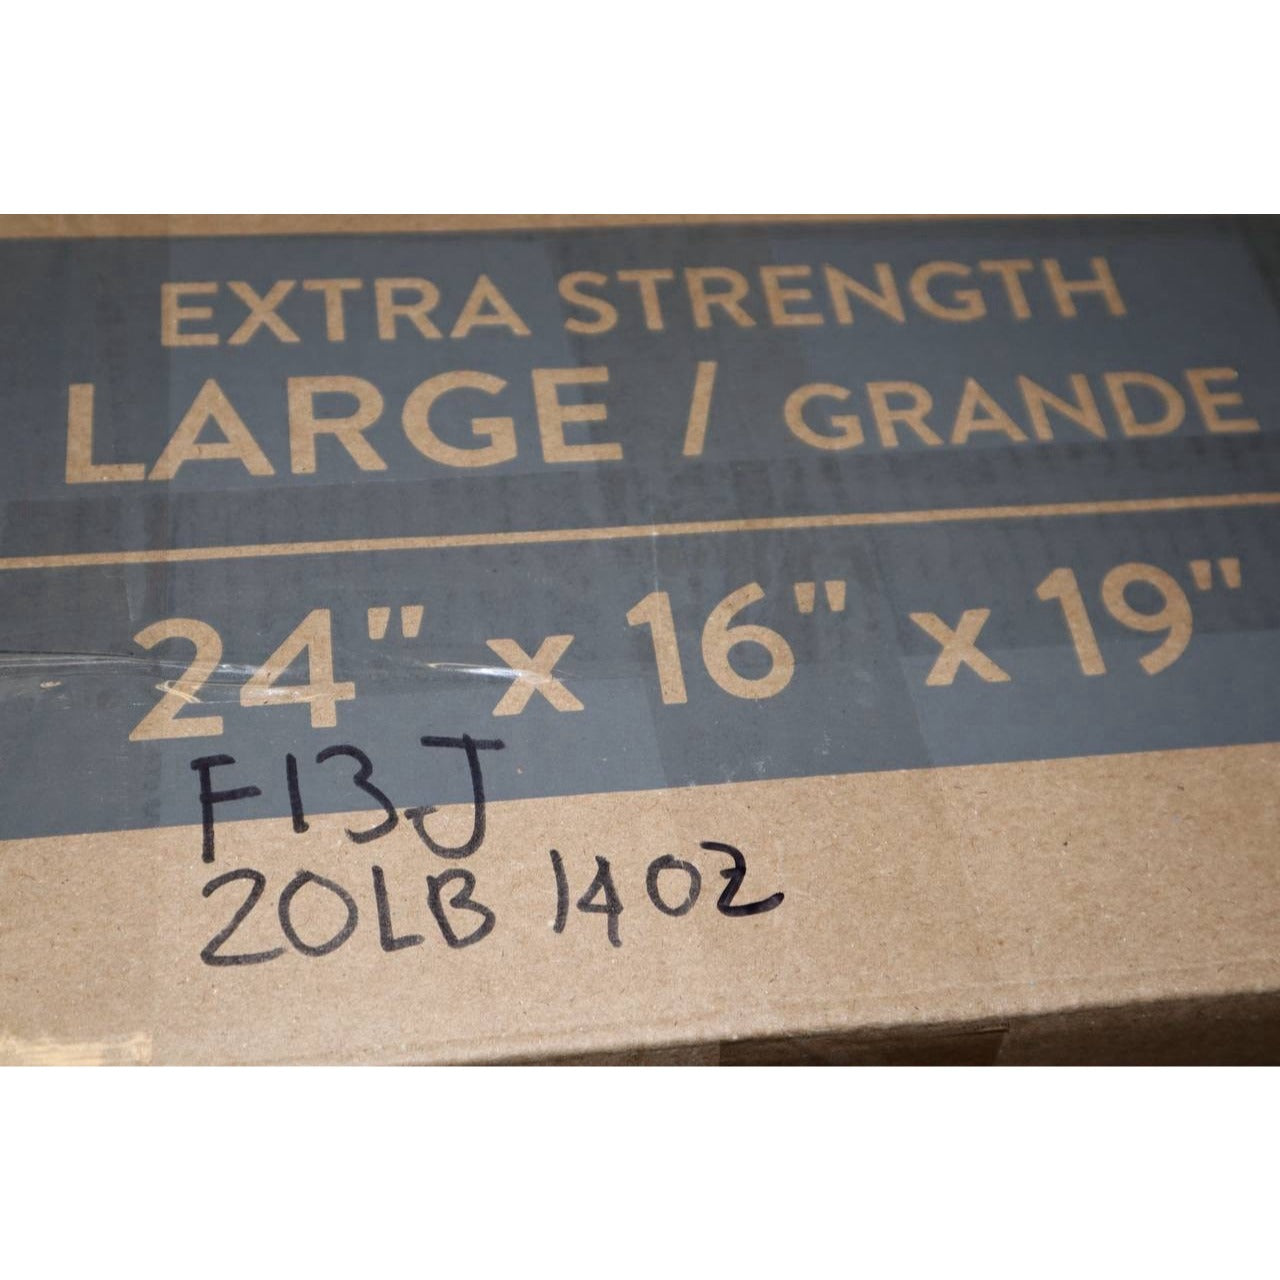 EXTRA STRENGTH
LARGE / GRANDE
24" x 16" x 19"
F13J
20LB 14OZ